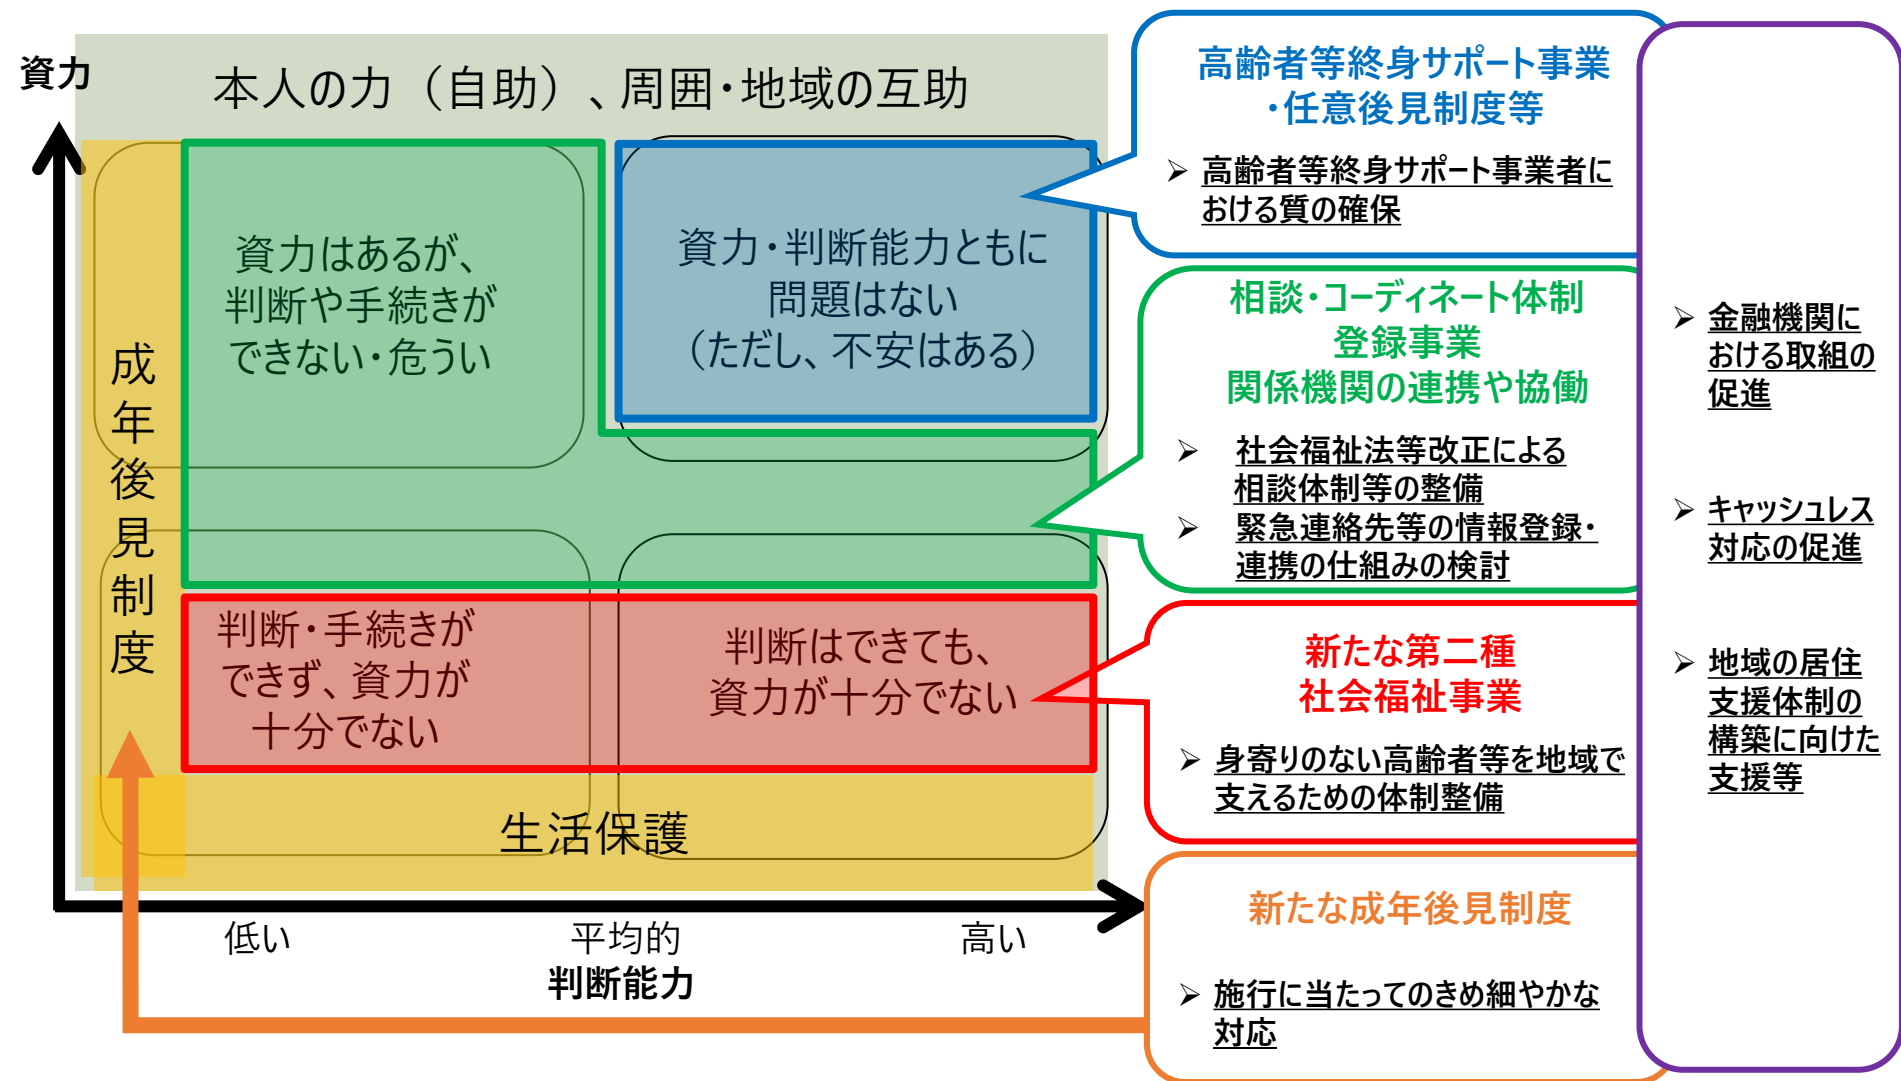 資力
本人の力（自助）、周囲・地域の互助
資力はあるが、
判断や手続きが
できない・危うい
資力・判断能力ともに
問題はない
（ただし、不安はある）
成年後見制度
判断・手続きが
できず、資力が
十分でない
判断はできても、
資力が十分でない
生活保護
低い
平均的
高い
判断能力
高齢者等終身サポート事業
・任意後見制度等
➢ 高齢者等終身サポート事業者に
おける質の確保
相談・コーディネート体制
登録事業
関係機関の連携や協働
➢ 社会福祉法等改正による
相談体制等の整備
➢ 緊急連絡先等の情報登録・
連携の仕組みの検討
新たな第二種
社会福祉事業
➢ 身寄りのない高齢者等を地域で
支えるための体制整備
新たな成年後見制度
➢ 施行に当たってのきめ細やかな
対応
➢ 金融機関に
おける取組の
促進
➢ キャッシュレス
対応の促進
➢ 地域の居住
支援体制の
構築に向けた
支援等